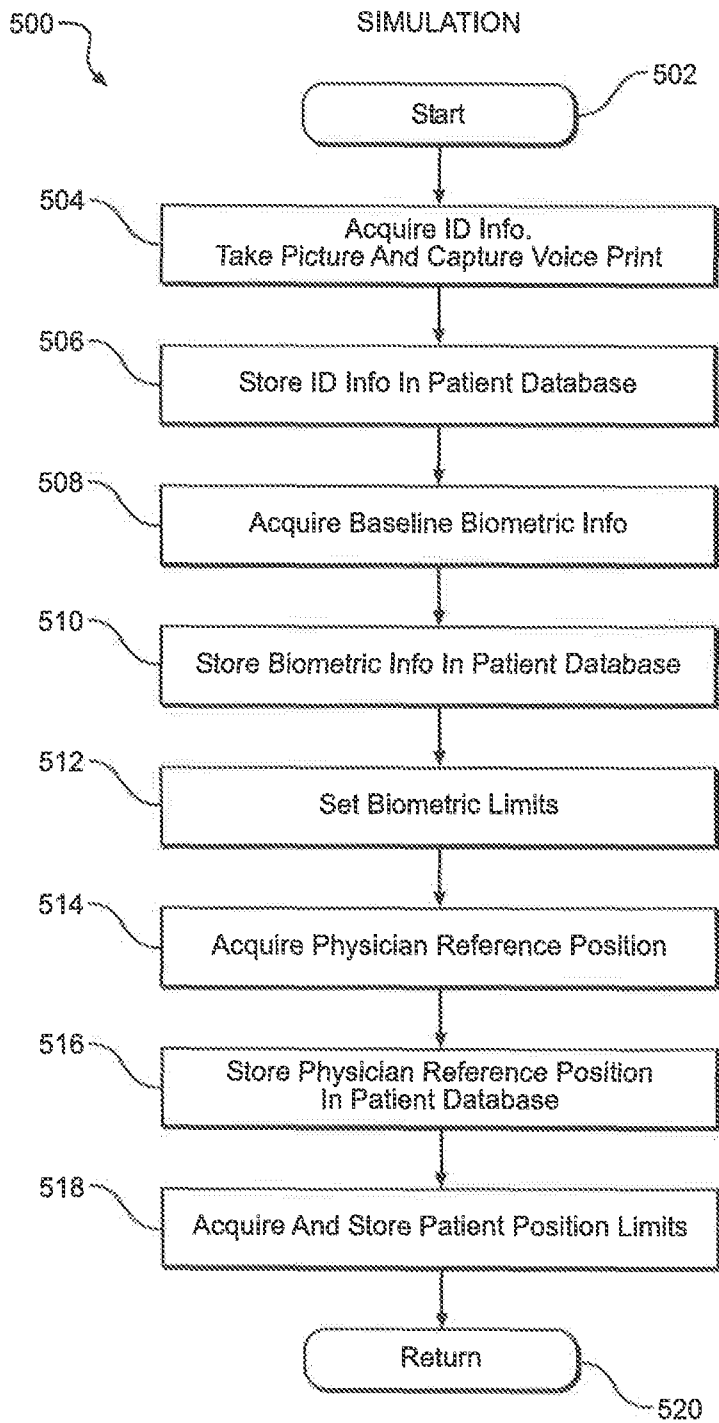 500
SIMULATION
502
Start
504
Acquire ID Info.
Take Picture And Capture Voice Print
506
Store ID Info In Patient Database
508
Acquire Baseline Biometric Info
510
Store Biometric Info In Patient Database
512
Set Biometric Limits
514
Acquire Physician Reference Position
516
Store Physician Reference Position
In Patient Database
518
Acquire And Store Patient Position Limits
Return
520